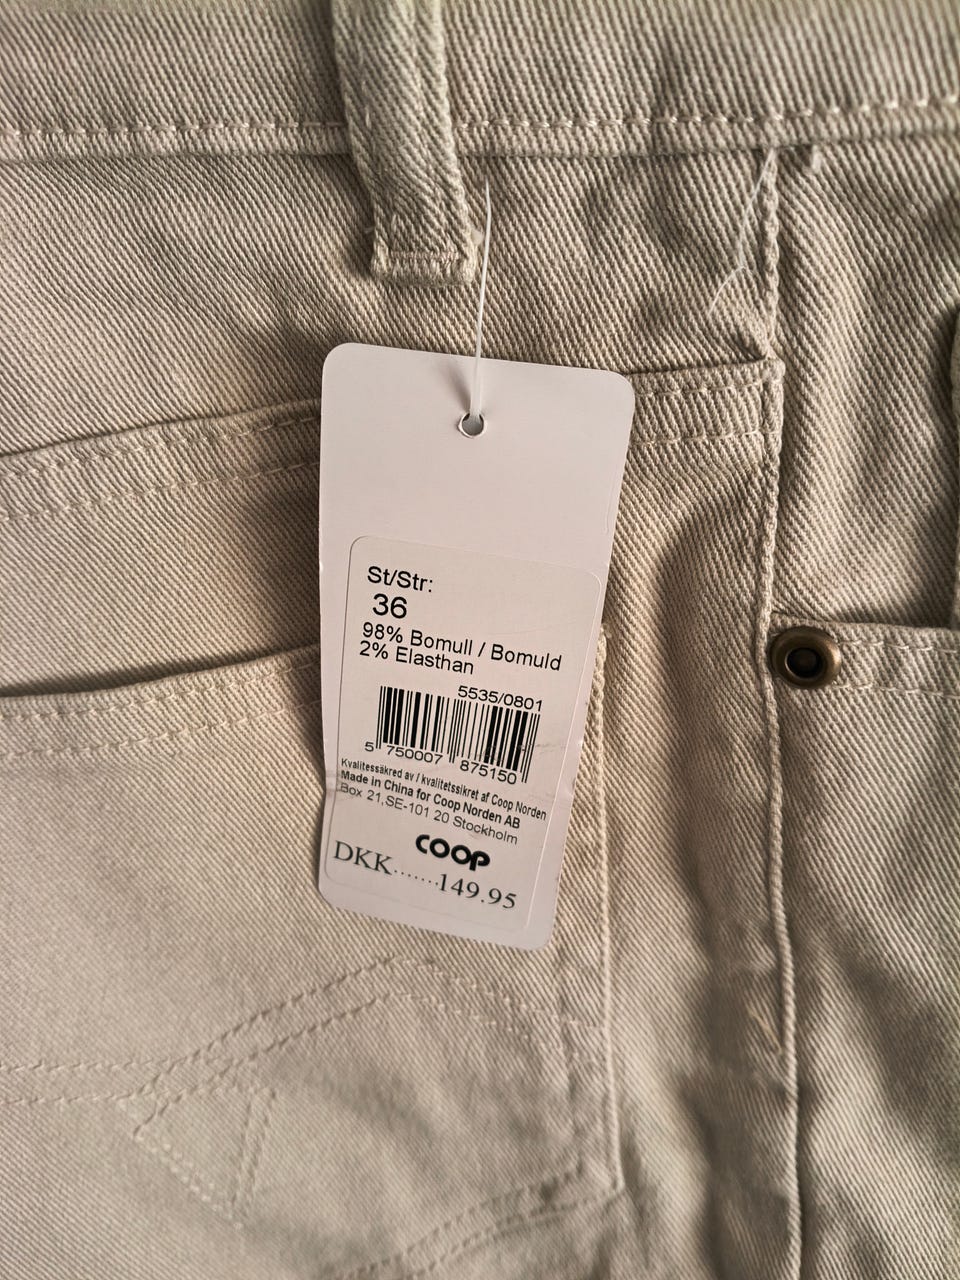 St/Str:
36
98% Bomull / Bomuld
2% Elasthan
5535/0801
5 750007 875150
Kvalitessäkred av / kvalitetssikret af Coop Norden
Made in China for Coop Norden AB
Box 21,SE-101 20 Stockholm
coop
DKK.......149.95